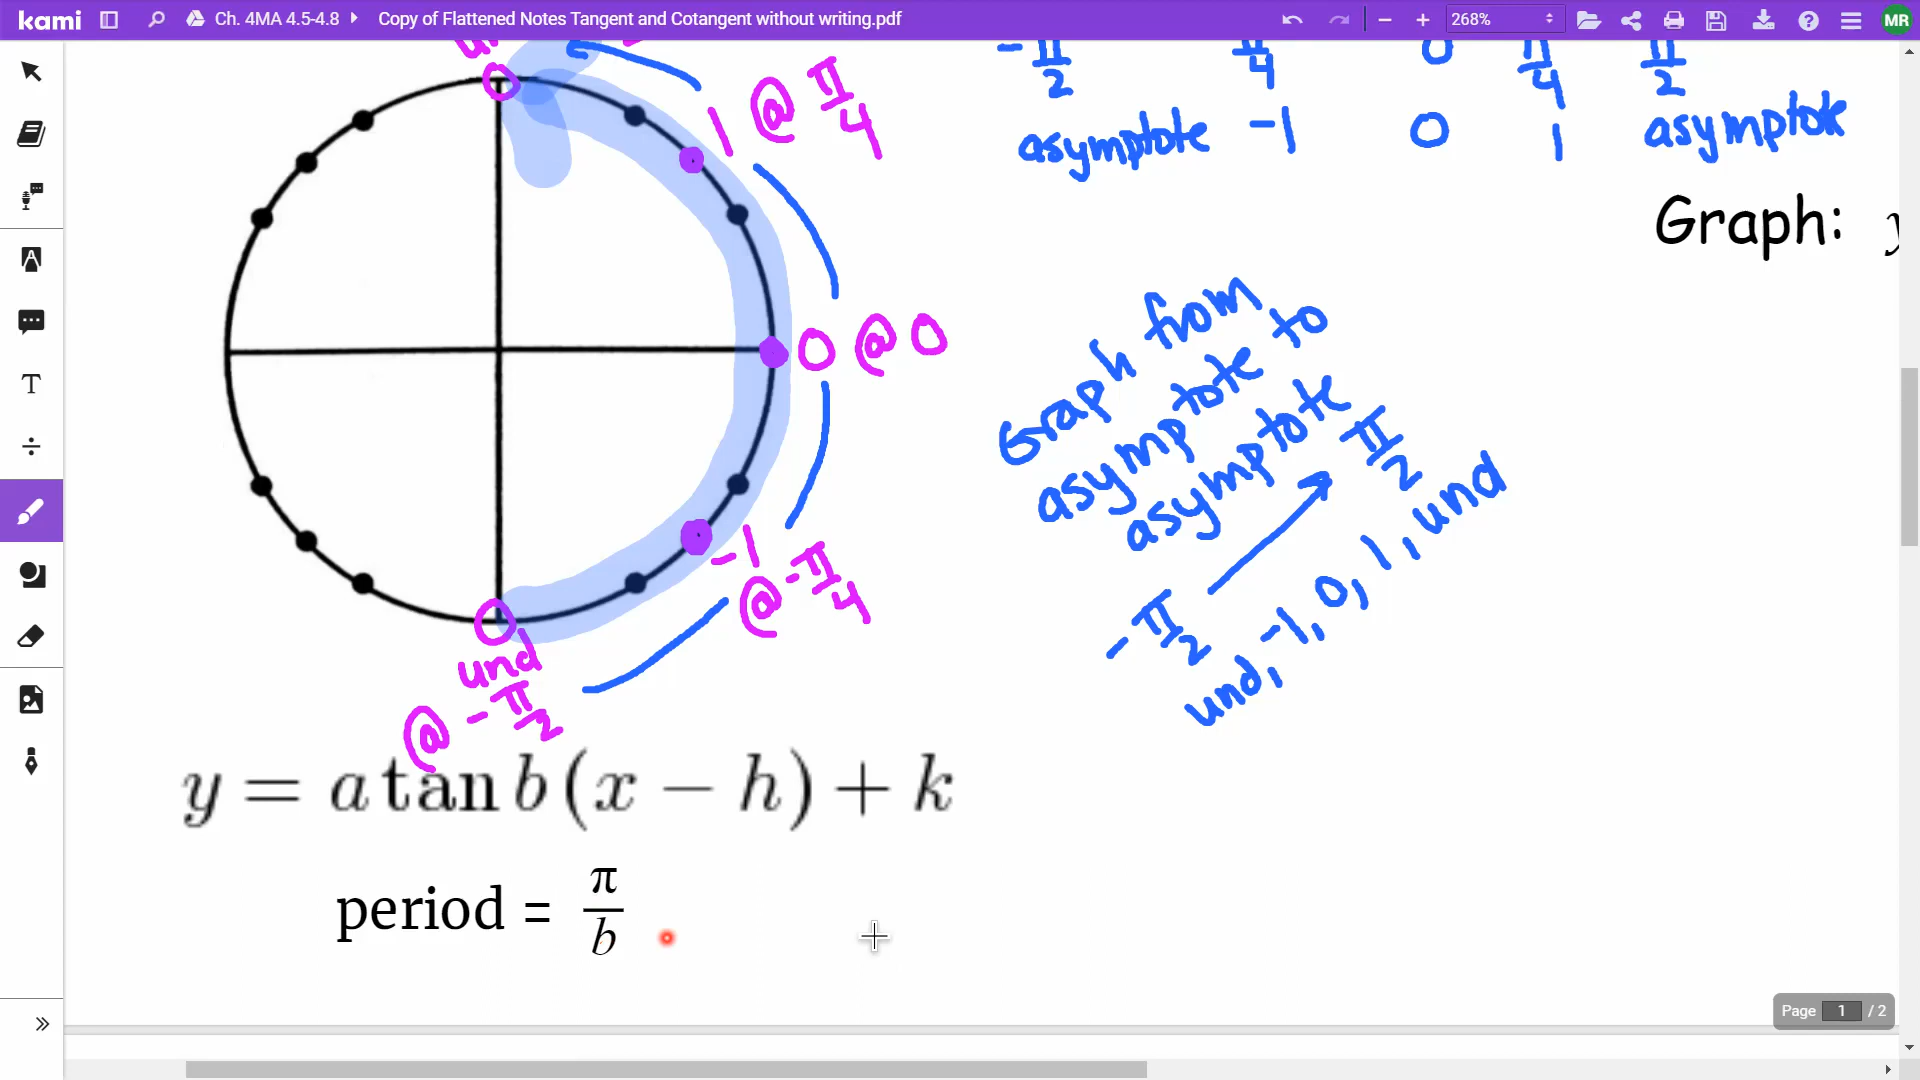 kami Ch. 4MA 4.5-4.8 Copy of Flattened Notes Tangent and Cotangent without writing.pdf 268% MR
-π/2 π/4 0 π/4 π/2
asymptote -1 0 1 asymptote
1 @ π/4
Graph: y
0 @ 0
Graph from
asymptote to
asymptote
-π/2 → π/2
und, -1, 0, 1, und
-1
@ -π/4
und
@ -π/2
y = a tan b (x − h) + k
period = π/b
Page 1 / 2